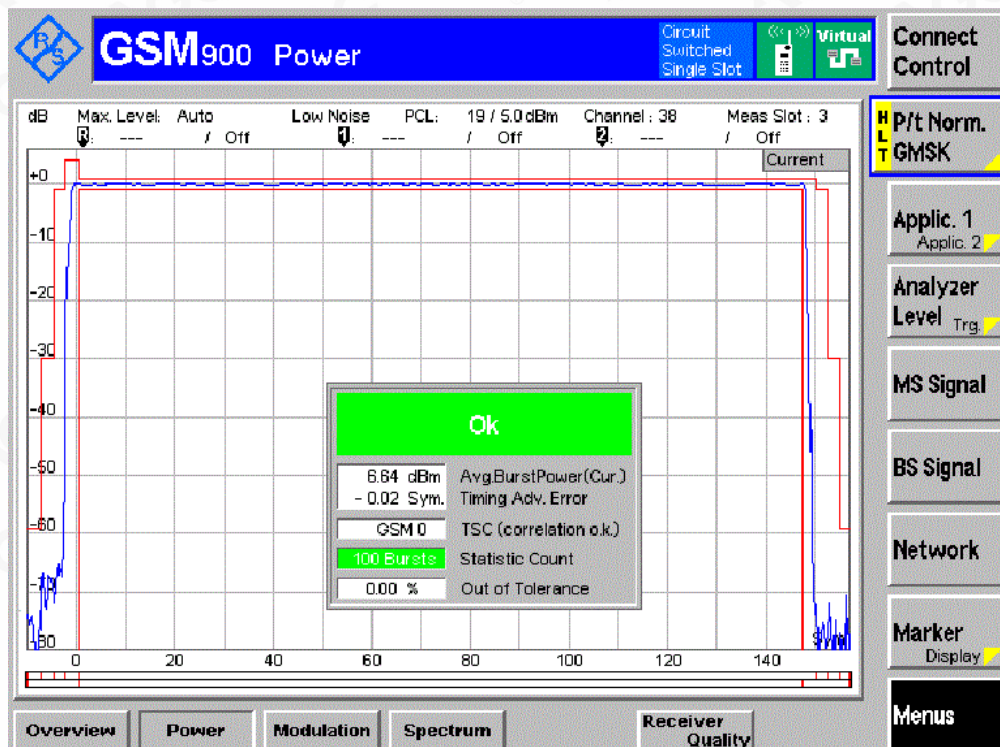 R S
GSM900 Power
Circuit Switched Single Slot
Virtual
Connect Control
dB Max. Level: Auto Low Noise PCL: 19 / 5.0 dBm Channel : 38 Meas Slot : 3
R: --- / Off 1: --- / Off 2: --- / Off
Current
HLT P/t Norm. GMSK
+0
-10
-20
-30
-40
-50
-60
-70
-80
Ok
6.64 dBm Avg.BurstPower(Cur.)
- 0.02 Sym. Timing Adv. Error
GSM 0 TSC (correlation o.k.)
100 Bursts Statistic Count
0.00 % Out of Tolerance
0 20 40 60 80 100 120 140
Applic. 1
Applic. 2
Analyzer Level Trg.
MS Signal
BS Signal
Network
Marker
Display
Menus
Overview Power Modulation Spectrum Receiver Quality